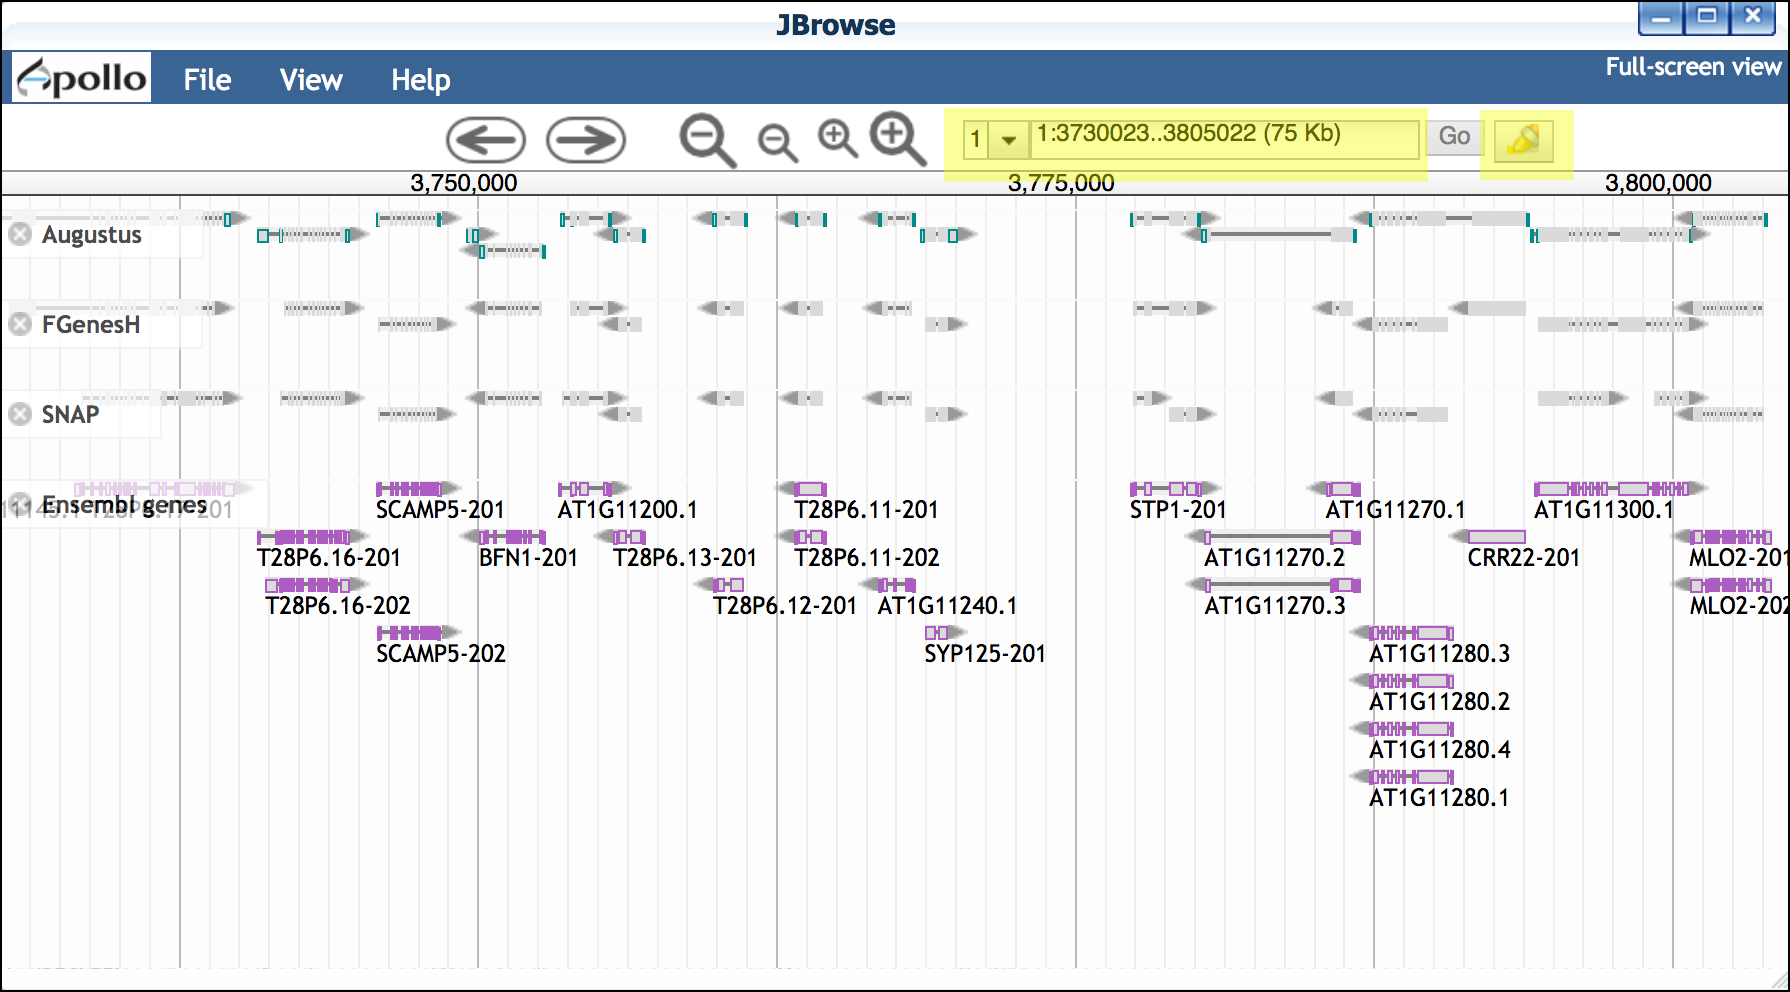 JBrowse
Apollo File View Help Full-screen view
1 1:3730023..3805022 (75 Kb) Go
3,750,000 3,775,000 3,800,000
Augustus
FGenesH
SNAP
Ensembl genes
SCAMP5-201 AT1G11200.1 T28P6.11-201 STP1-201 AT1G11270.1 AT1G11300.1
T28P6.16-201 BFN1-201 T28P6.13-201 T28P6.11-202 AT1G11270.2 CRR22-201 MLO2-201
T28P6.16-202 T28P6.12-201 AT1G11240.1 AT1G11270.3 MLO2-202
SCAMP5-202 SYP125-201 AT1G11280.3
AT1G11280.2
AT1G11280.4
AT1G11280.1